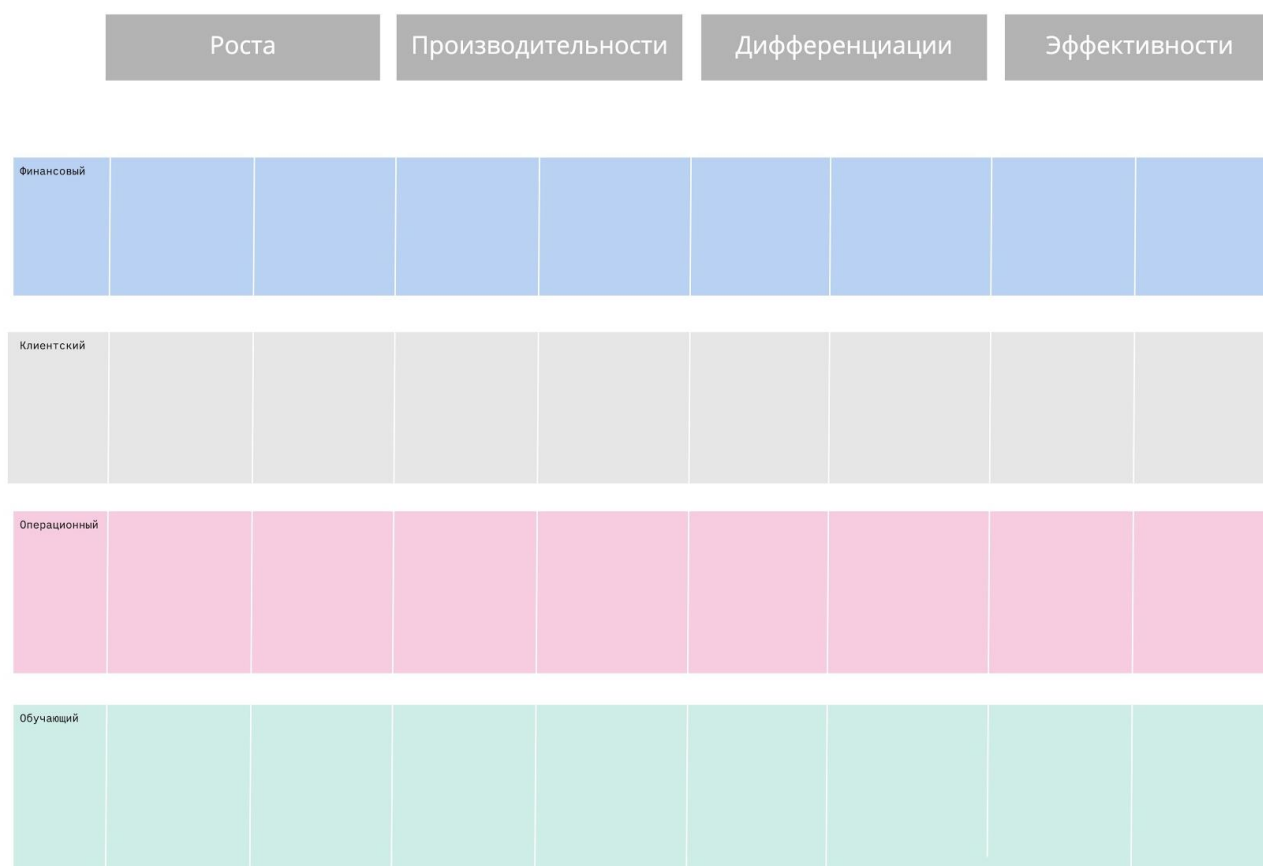 Роста
Производительности
Дифференциации
Эффективности
Финансовый
Клиентский
Операционный
Обучающий